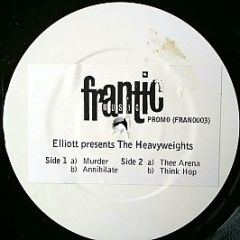 frantic
MUSIC
PROMO (FRAN0003)
Elliott presents The Heavyweights
Side 1 a) Murder Side 2 a) Thee Arena
b) Annihilate b) Think Hop